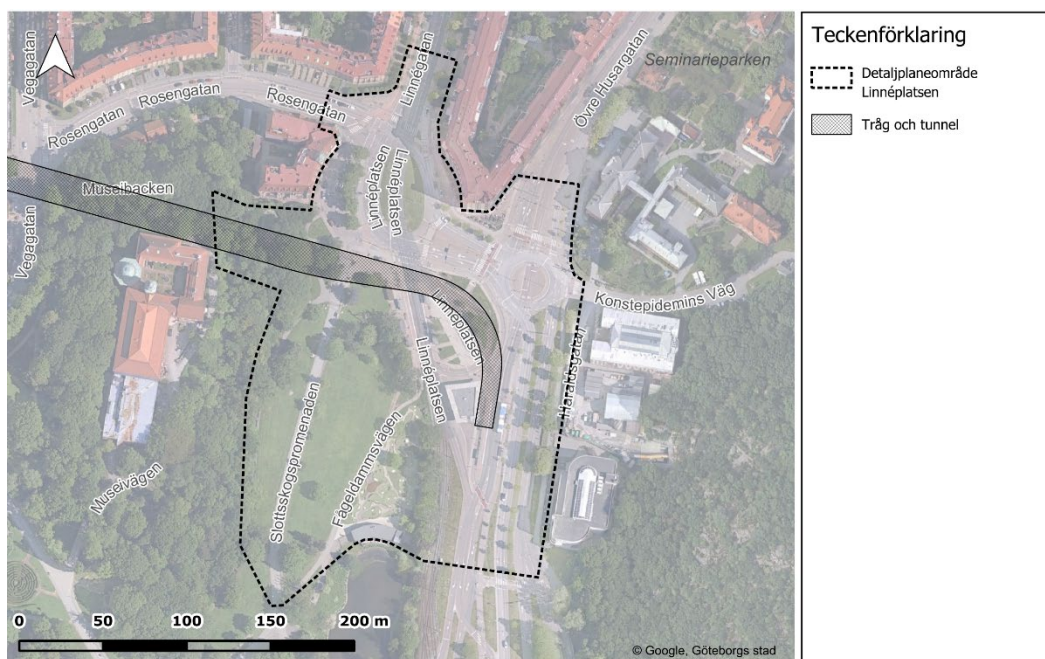 Vegagatan
Rosengatan
Rosengatan
Rosengatan
Linnégatan
Övre Husargatan
Seminarieparken
Linnéplatsen
Linnéplatsen
Museibacken
Vegagatan
Konstepidemins Väg
Linnéplatsen
Linnéplatsen
Haraldsgatan
Slottsskogspromenaden
Fågeldammsvägen
Museivägen
0 50 100 150 200 m
© Google, Göteborgs stad
Teckenförklaring
Detaljplaneområde
Linnéplatsen
Tråg och tunnel